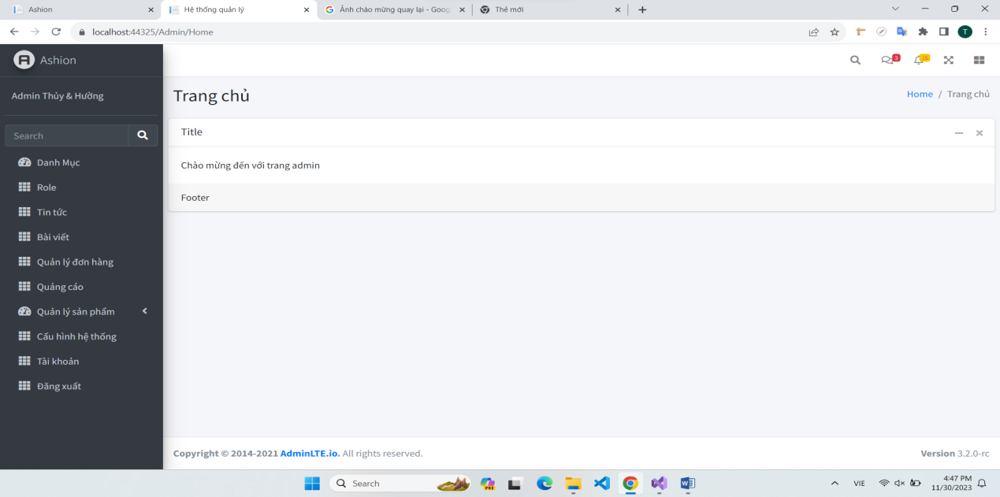 Ashion
Hệ thống quản lý
Ảnh chào mừng quay lại - Goog
Thẻ mới
localhost:44325/Admin/Home
T
Ashion
3
15
Admin Thủy & Hường
Trang chủ
Home / Trang chủ
Search
Title
Chào mừng đến với trang admin
Footer
Danh Mục
Role
Tin tức
Bài viết
Quản lý đơn hàng
Quảng cáo
Quản lý sản phẩm
Cấu hình hệ thống
Tài khoản
Đăng xuất
Copyright © 2014-2021 AdminLTE.io. All rights reserved.
Version 3.2.0-rc
Search
PRE
VIE
4:47 PM
11/30/2023